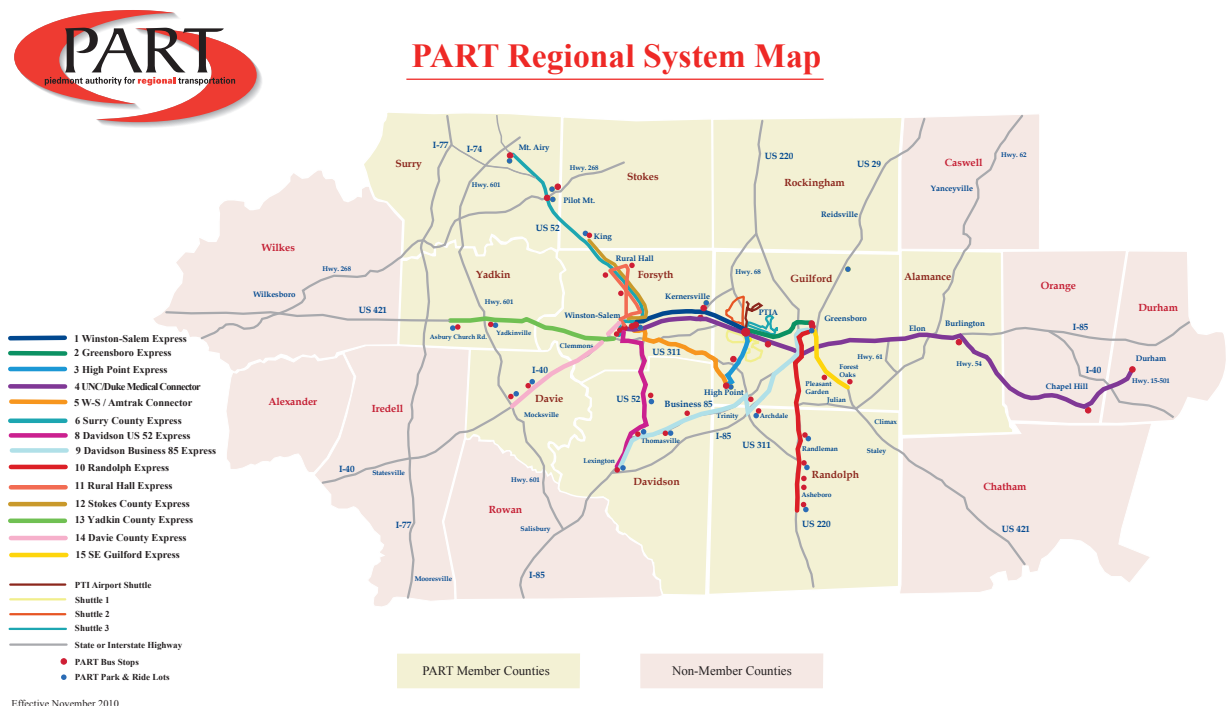 PART
piedmont authority for regional transportation
PART Regional System Map
1 Winston-Salem Express
2 Greensboro Express
3 High Point Express
4 UNC/Duke Medical Connector
5 W-S / Amtrak Connector
6 Surry County Express
8 Davidson US 52 Express
9 Davidson Business 85 Express
10 Randolph Express
11 Rural Hall Express
12 Stokes County Express
13 Yadkin County Express
14 Davie County Express
15 SE Guilford Express
PTI Airport Shuttle
Shuttle 1
Shuttle 2
Shuttle 3
State or Interstate Highway
PART Bus Stops
PART Park & Ride Lots
Effective November 2010
I-77
I-74
Mt. Airy
Surry
Hwy. 268
Stokes
Hwy. 601
Pilot Mt.
US 52
King
US 220
US 29
Rockingham
Reidsville
Caswell
Hwy. 62
Yanceyville
Wilkes
Hwy. 268
Wilkesboro
US 421
Yadkin
Hwy. 601
Asbury Church Rd.
Yadkinville
Rural Hall
Forsyth
Winston-Salem
Clemmons
Kernersville
Hwy. 68
PTIA
Guilford
Greensboro
Alamance
Elon
Burlington
Orange
Durham
I-85
Durham
I-40
Hwy. 15-501
Chapel Hill
Hwy. 54
Hwy. 61
US 311
Forest
Oaks
Pleasant
Garden
Julian
High Point
I-40
Davie
Mocksville
US 52
Business 85
Trinity
Archdale
Thomasville
I-85
US 311
Lexington
Davidson
Climax
Staley
Randleman
Randolph
Asheboro
US 220
Alexander
Iredell
I-40
Statesville
Hwy. 601
Rowan
Salisbury
I-77
Mooresville
I-85
Chatham
US 421
PART Member Counties
Non-Member Counties